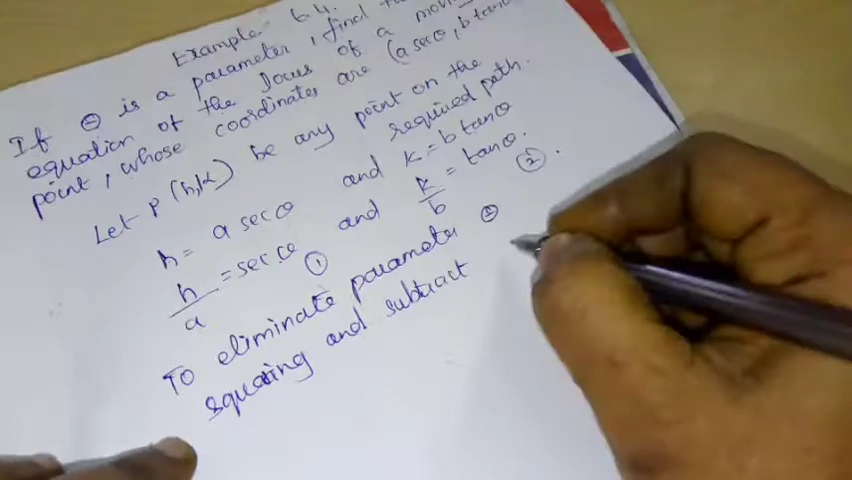 Example 6.4.
If θ is a parameter, find the
equation of the locus of a moving
point, whose coordinates are (a secθ, b tanθ
Let P(h,k) be any point on the
required path.
h = a secθ and k = b tanθ
h/a = secθ and k/b = tanθ.
① ② .
To eliminate parameter θ
squaring and subtract